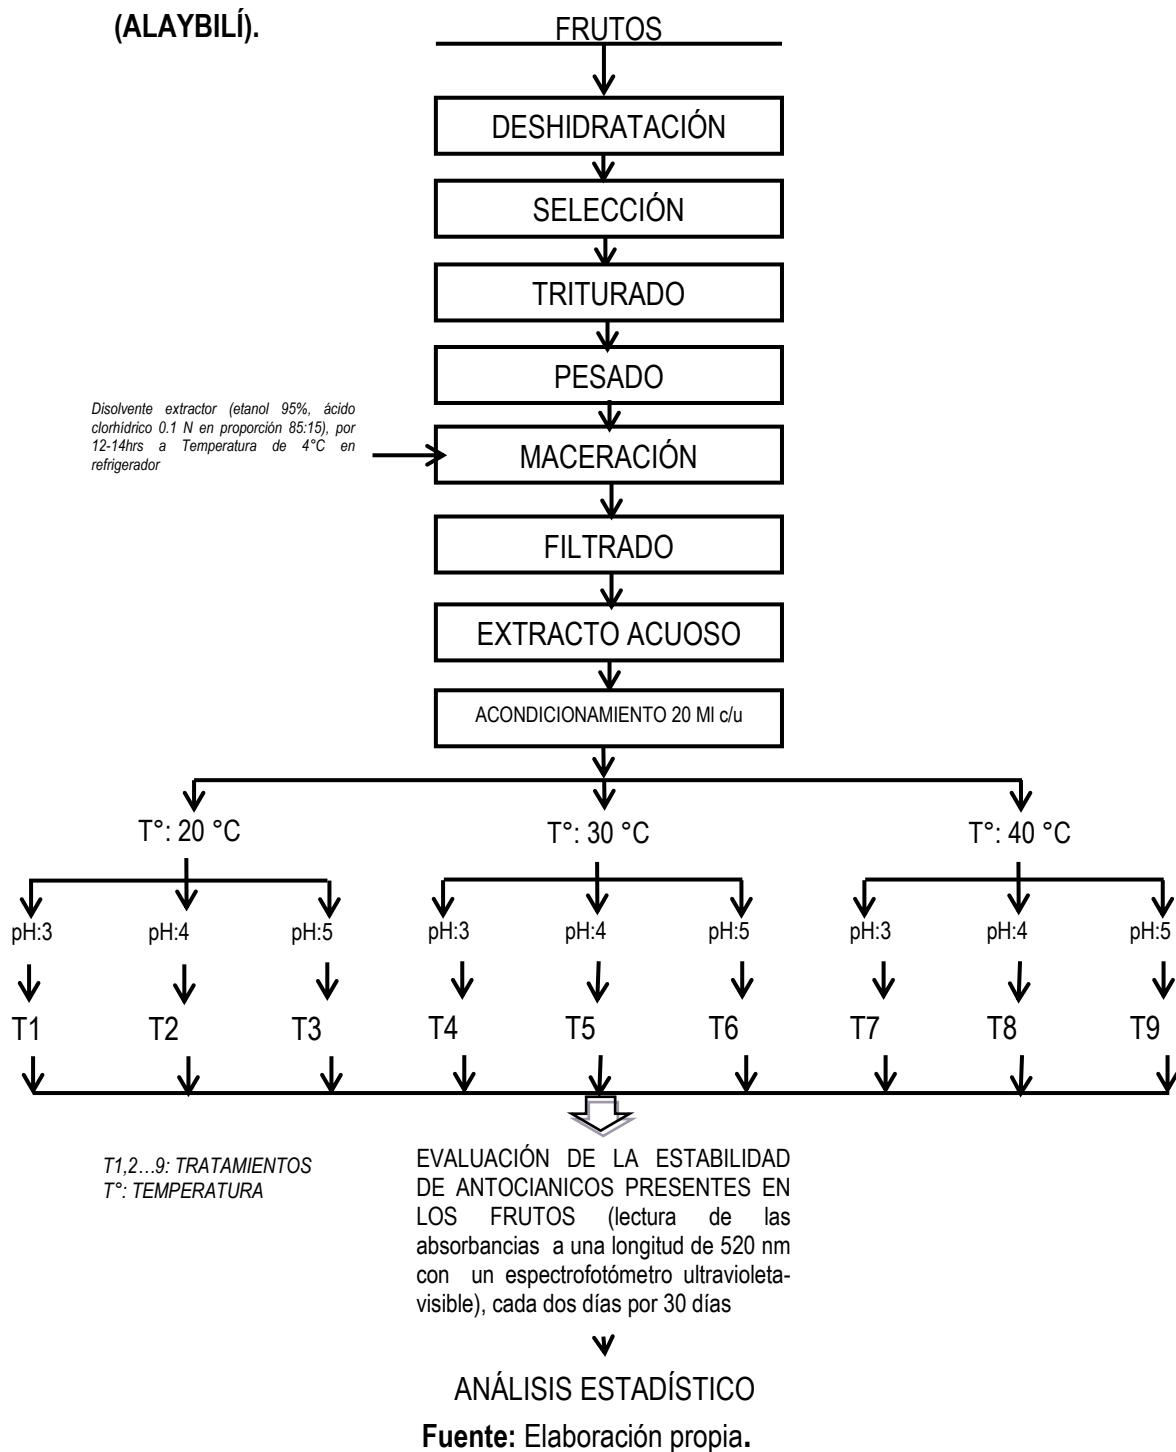 (ALAYBILÍ).
FRUTOS
DESHIDRATACIÓN
SELECCIÓN
TRITURADO
PESADO
Disolvente extractor (etanol 95%, ácido
clorhídrico 0.1 N en proporción 85:15), por
12-14hrs a Temperatura de 4°C en
refrigerador
MACERACIÓN
FILTRADO
EXTRACTO ACUOSO
ACONDICIONAMIENTO 20 Ml c/u
T°: 20 °C T°: 30 °C T°: 40 °C
pH:3 pH:4 pH:5 pH:3 pH:4 pH:5 pH:3 pH:4 pH:5
T1 T2 T3 T4 T5 T6 T7 T8 T9
T1,2…9: TRATAMIENTOS
T°: TEMPERATURA
EVALUACIÓN DE LA ESTABILIDAD
DE ANTOCIANICOS PRESENTES EN
LOS FRUTOS (lectura de las
absorbancias a una longitud de 520 nm
con un espectrofotómetro ultravioleta-
visible), cada dos días por 30 días
ANÁLISIS ESTADÍSTICO
Fuente: Elaboración propia.